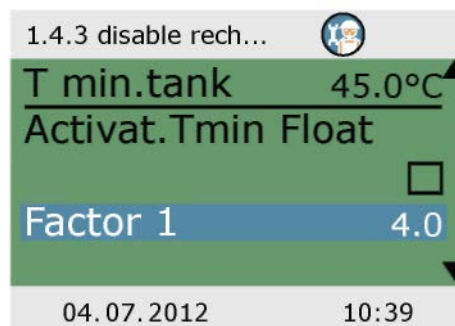 1.4.3 disable rech...
T min.tank 45.0°C
Activat.Tmin Float
Factor 1 4.0
04.07.2012 10:39